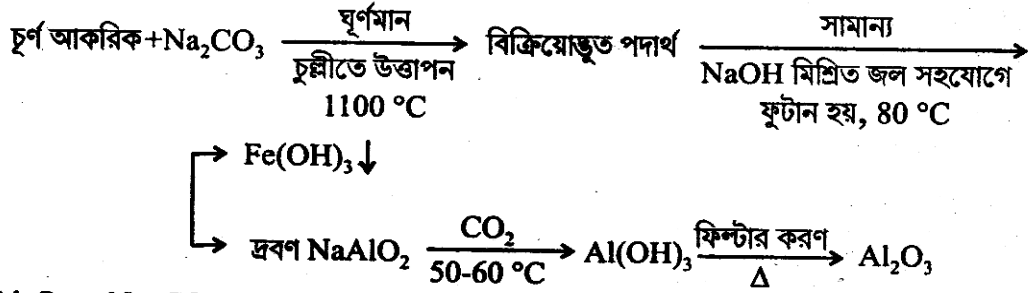 চূর্ণ আকরিক+Na₂CO₃ ঘূর্ণমান চুল্লীতে উত্তাপন 1100 °C → বিক্রিয়োদ্ভূত পদার্থ সামান্য NaOH মিশ্রিত জল সহযোগে ফুটান হয়, 80 °C →
→ Fe(OH)₃↓
→ দ্রবণ NaAlO₂ CO₂ 50-60 °C → Al(OH)₃ ফিল্টার করণ Δ → Al₂O₃